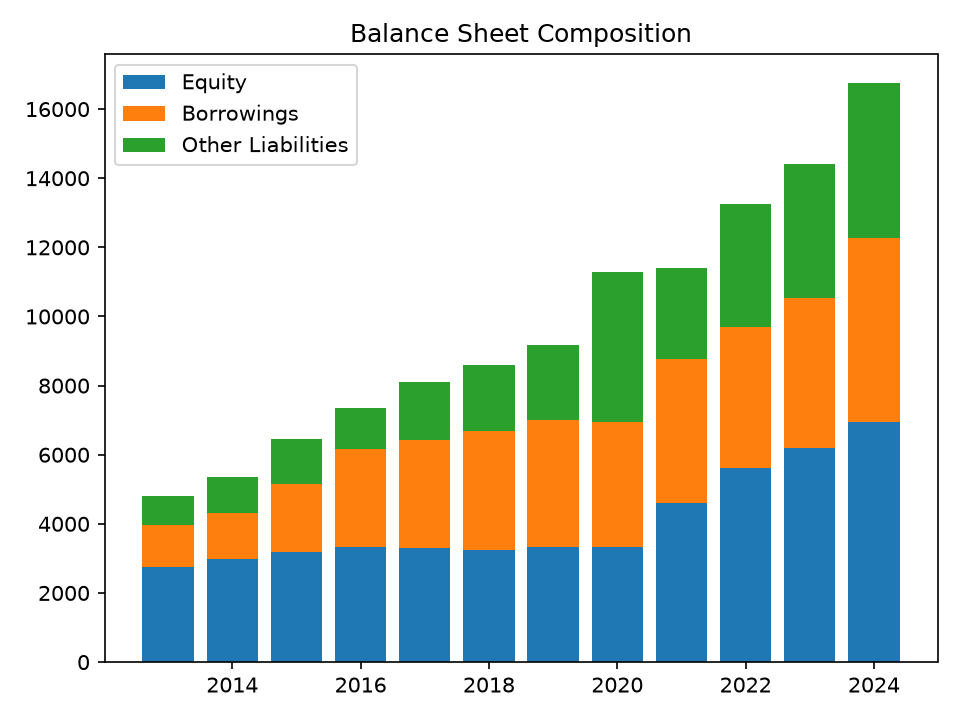 Balance Sheet Composition
Equity
Borrowings
Other Liabilities
16000
14000
12000
10000
8000
6000
4000
2000
0
2014 2016 2018 2020 2022 2024